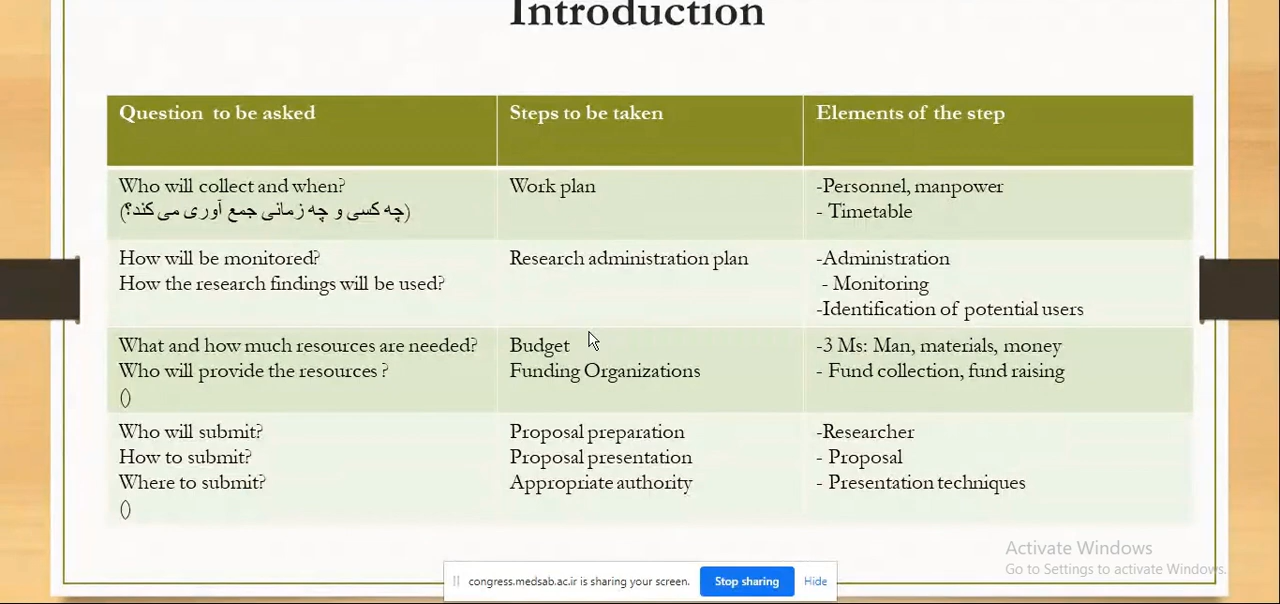 Introduction
Question to be asked
Steps to be taken
Elements of the step
Who will collect and when?
(چه کسی و چه زمانی جمع آوری می کند؟)
Work plan
-Personnel, manpower
- Timetable
How will be monitored?
How the research findings will be used?
Research administration plan
-Administration
- Monitoring
-Identification of potential users
What and how much resources are needed?
Who will provide the resources ?
()
Budget
Funding Organizations
-3 Ms: Man, materials, money
- Fund collection, fund raising
Who will submit?
How to submit?
Where to submit?
()
Proposal preparation
Proposal presentation
Appropriate authority
-Researcher
- Proposal
- Presentation techniques
Activate Windows
Go to Settings to activate Windows.
congress.medsab.ac.ir is sharing your screen.
Stop sharing
Hide